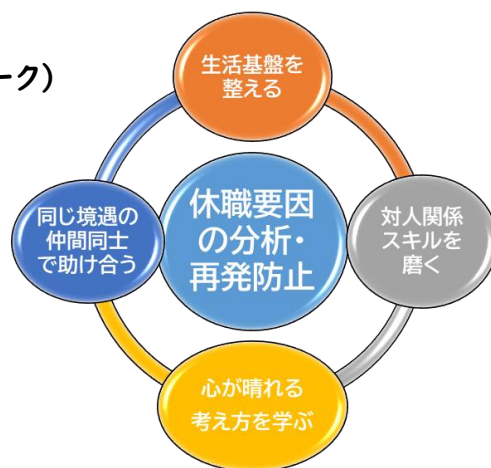 ーク)
生活基盤を
整える
同じ境遇の
仲間同士
で助け合う
休職要因
の分析・
再発防止
対人関係
スキルを
磨く
心が晴れる
考え方を学ぶ